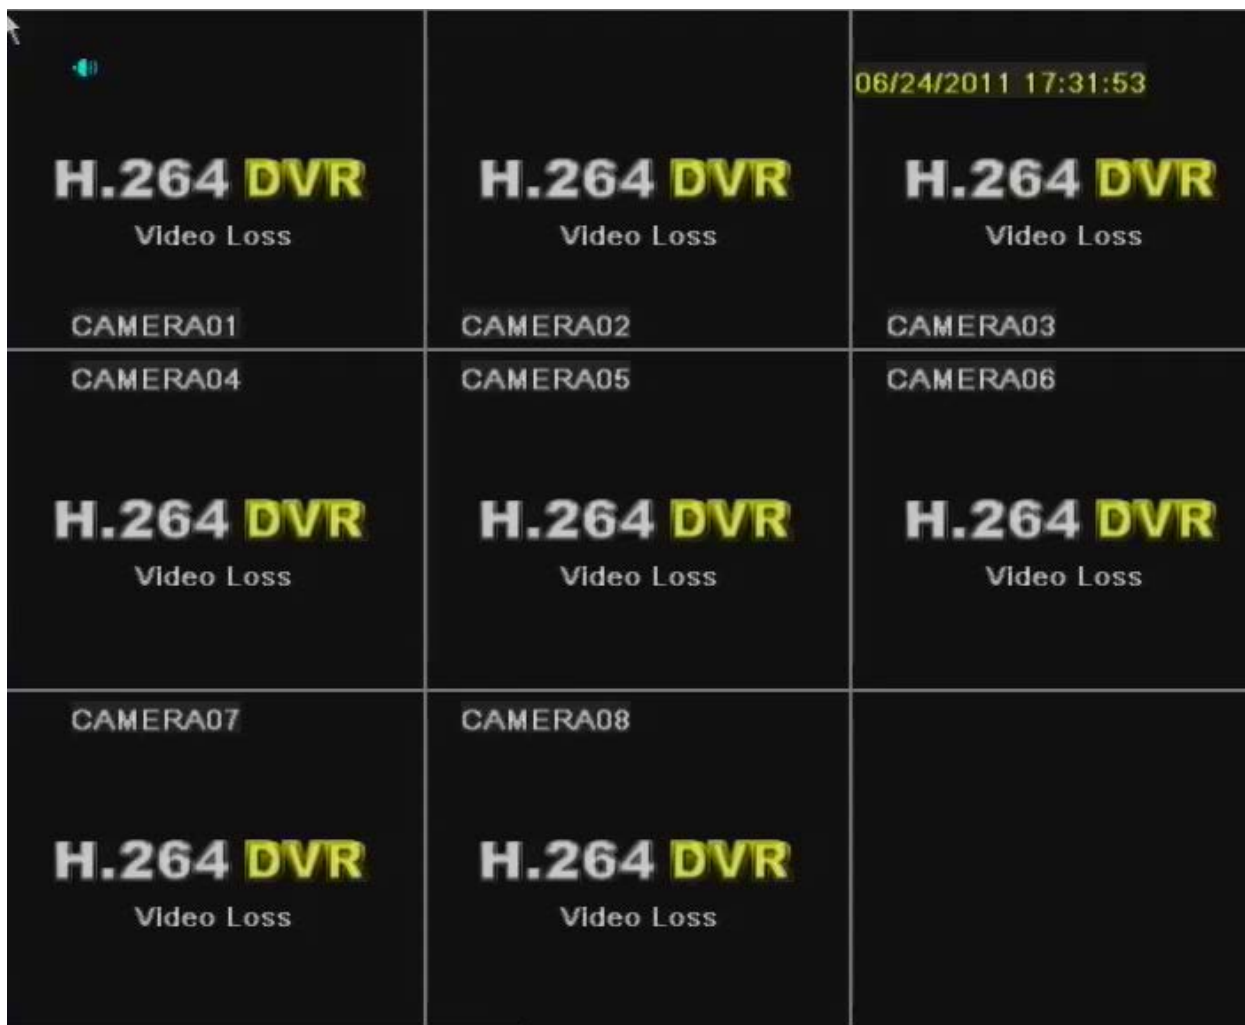 06/24/2011 17:31:53
H.264 DVR H.264 DVR H.264 DVR
Video Loss Video Loss Video Loss
CAMERA01 CAMERA02 CAMERA03
CAMERA04 CAMERA05 CAMERA06
H.264 DVR H.264 DVR H.264 DVR
Video Loss Video Loss Video Loss
CAMERA07 CAMERA08
H.264 DVR H.264 DVR
Video Loss Video Loss